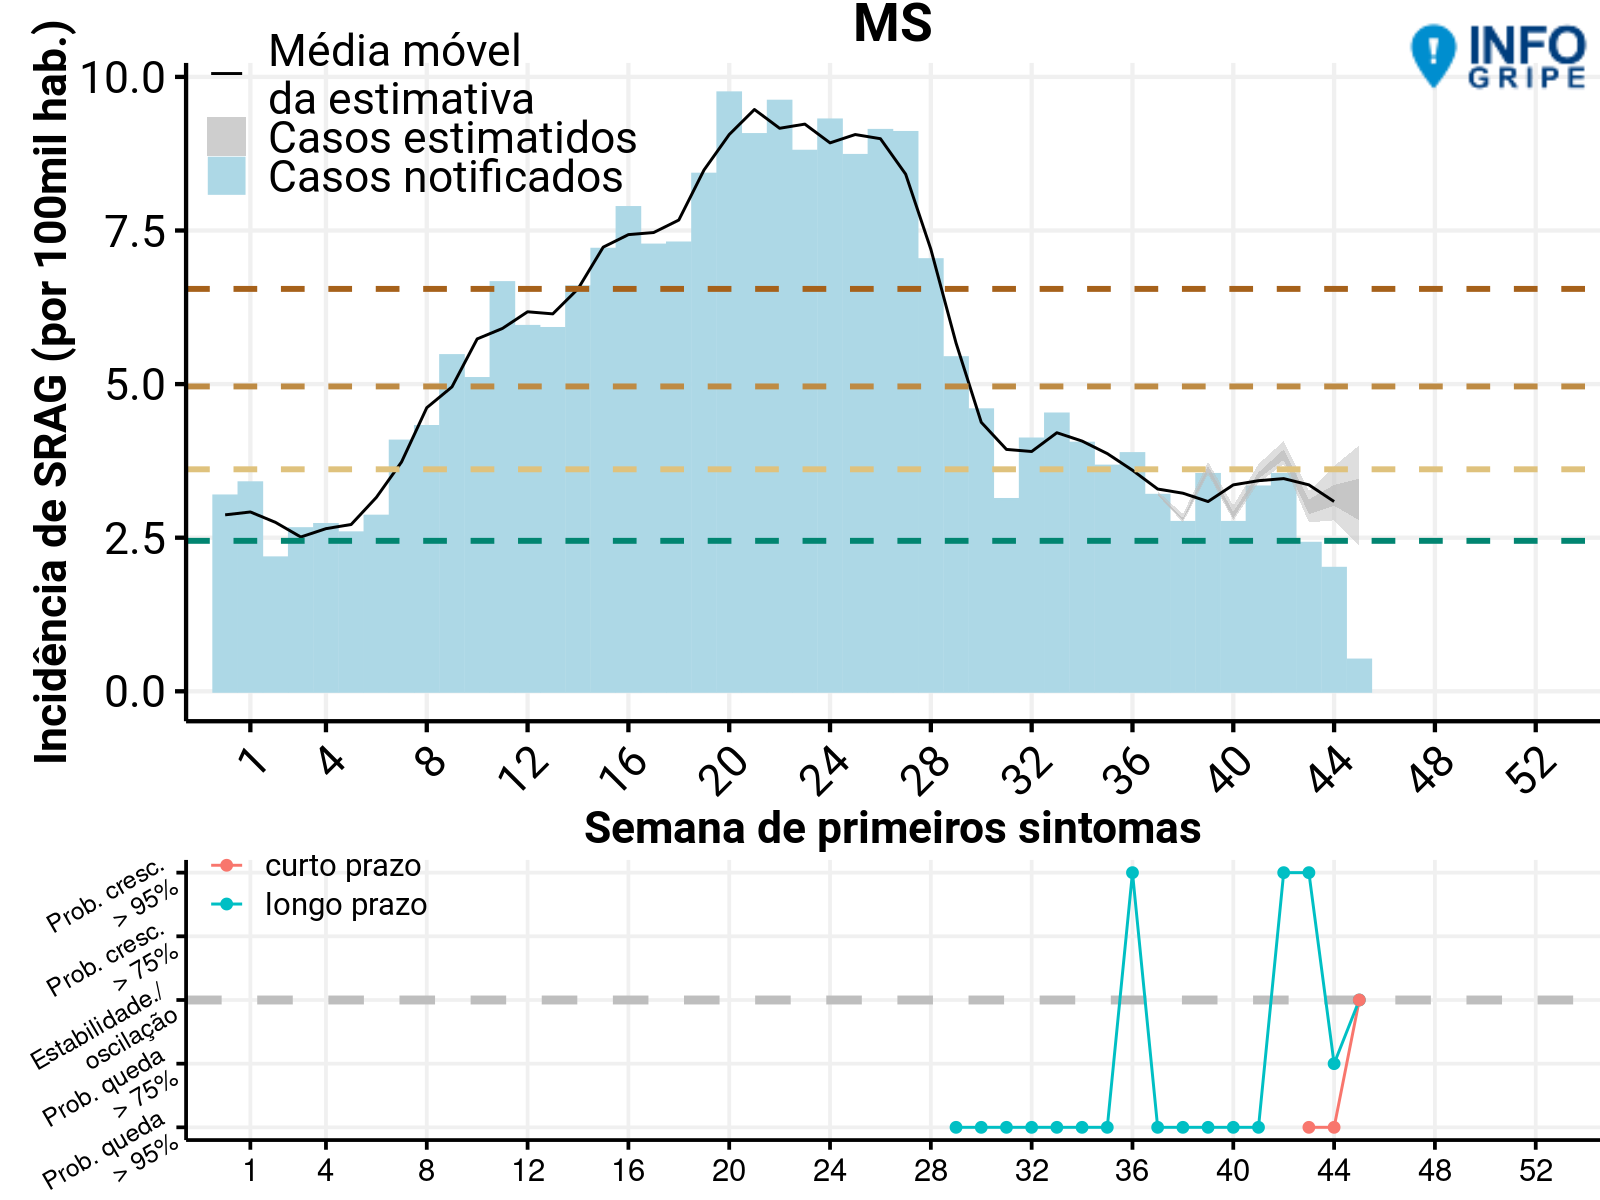 MS
INFO
GRIPE
Média móvel
da estimativa
Casos estimatidos
Casos notificados
Incidência de SRAG (por 100mil hab.)
10.0
7.5
5.0
2.5
0.0
1 4 8 12 16 20 24 28 32 36 40 44 48 52
Semana de primeiros sintomas
curto prazo
longo prazo
Prob. cresc.
> 95%
Prob. cresc.
> 75%
Estabilidade./
oscilação
Prob. queda
> 75%
Prob. queda
> 95%
1 4 8 12 16 20 24 28 32 36 40 44 48 52